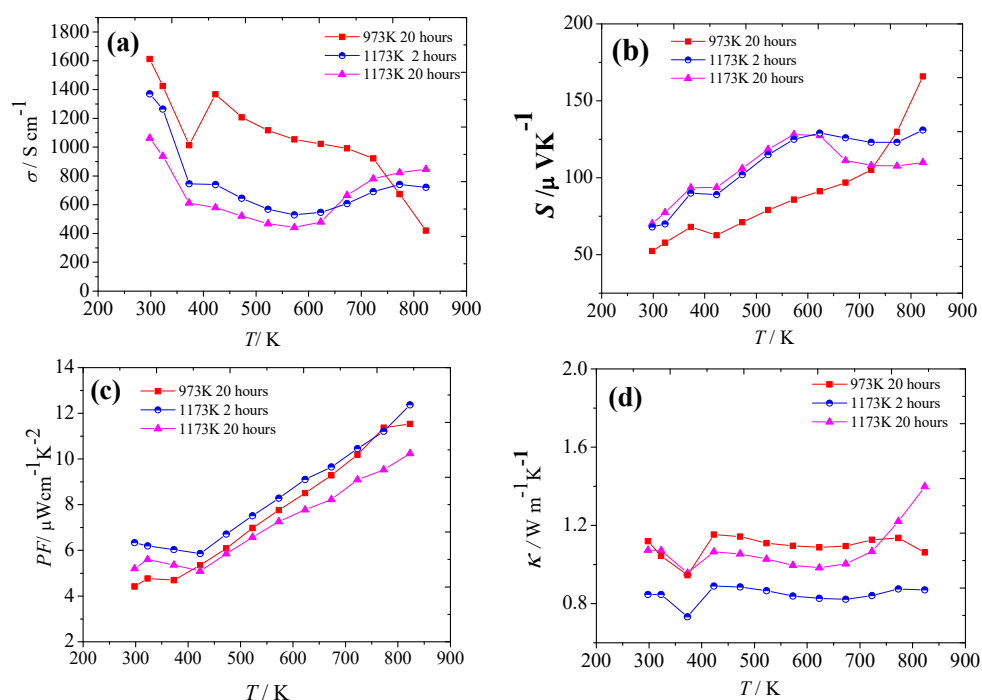 (a)
973K 20 hours
1173K 2 hours
1173K 20 hours
σ / S cm⁻¹
1800
1600
1400
1200
1000
800
600
400
200
0
200 300 400 500 600 700 800 900
T/ K
(b)
973K 20 hours
1173K 2 hours
1173K 20 hours
S /μ VK⁻¹
200
150
100
50
200 300 400 500 600 700 800 900
T/ K
(c)
973K 20 hours
1173K 2 hours
1173K 20 hours
PF/ μWcm⁻¹K⁻²
14
12
10
8
6
4
2
200 300 400 500 600 700 800 900
T/ K
(d)
973K 20 hours
1173K 2 hours
1173K 20 hours
κ /W m⁻¹K⁻¹
2.0
1.6
1.2
0.8
200 300 400 500 600 700 800 900
T/ K